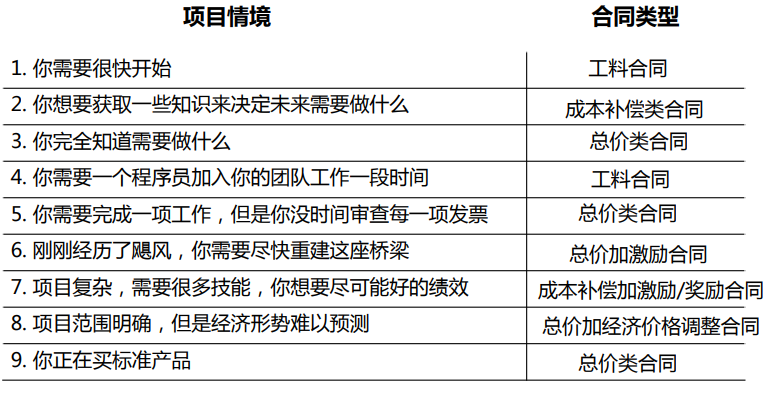 项目情境 合同类型
1. 你需要很快开始 工料合同
2. 你想要获取一些知识来决定未来需要做什么 成本补偿类合同
3. 你完全知道需要做什么 总价类合同
4. 你需要一个程序员加入你的团队工作一段时间 工料合同
5. 你需要完成一项工作，但是你没时间审查每一项发票 总价类合同
6. 刚刚经历了飓风，你需要尽快重建这座桥梁 总价加激励合同
7. 项目复杂，需要很多技能，你想要尽可能好的绩效 成本补偿加激励/奖励合同
8. 项目范围明确，但是经济形势难以预测 总价加经济价格调整合同
9. 你正在买标准产品 总价类合同